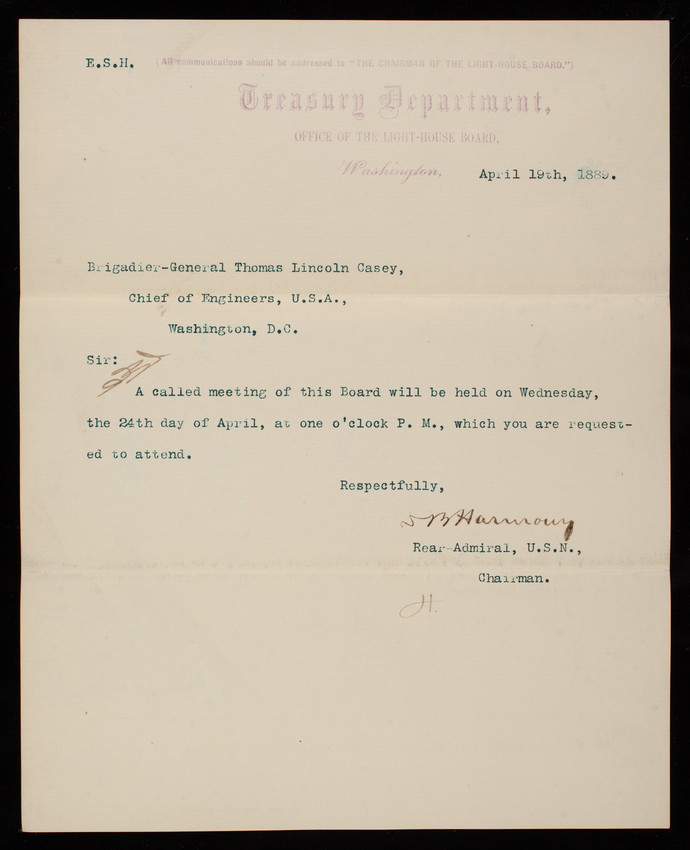 E.S.H. (All communications should be addressed to "THE CHAIRMAN OF THE LIGHT-HOUSE BOARD.")
Treasury Department,
OFFICE OF THE LIGHT-HOUSE BOARD,
Washington, April 19th, 1889.
Brigadier-General Thomas Lincoln Casey,
Chief of Engineers, U.S.A.,
Washington, D.C.
Sir:
A called meeting of this Board will be held on Wednesday,
the 24th day of April, at one o'clock P. M., which you are request-
ed to attend.
Respectfully,
D B Harmony
Rear-Admiral, U.S.N.,
Chairman.
H.